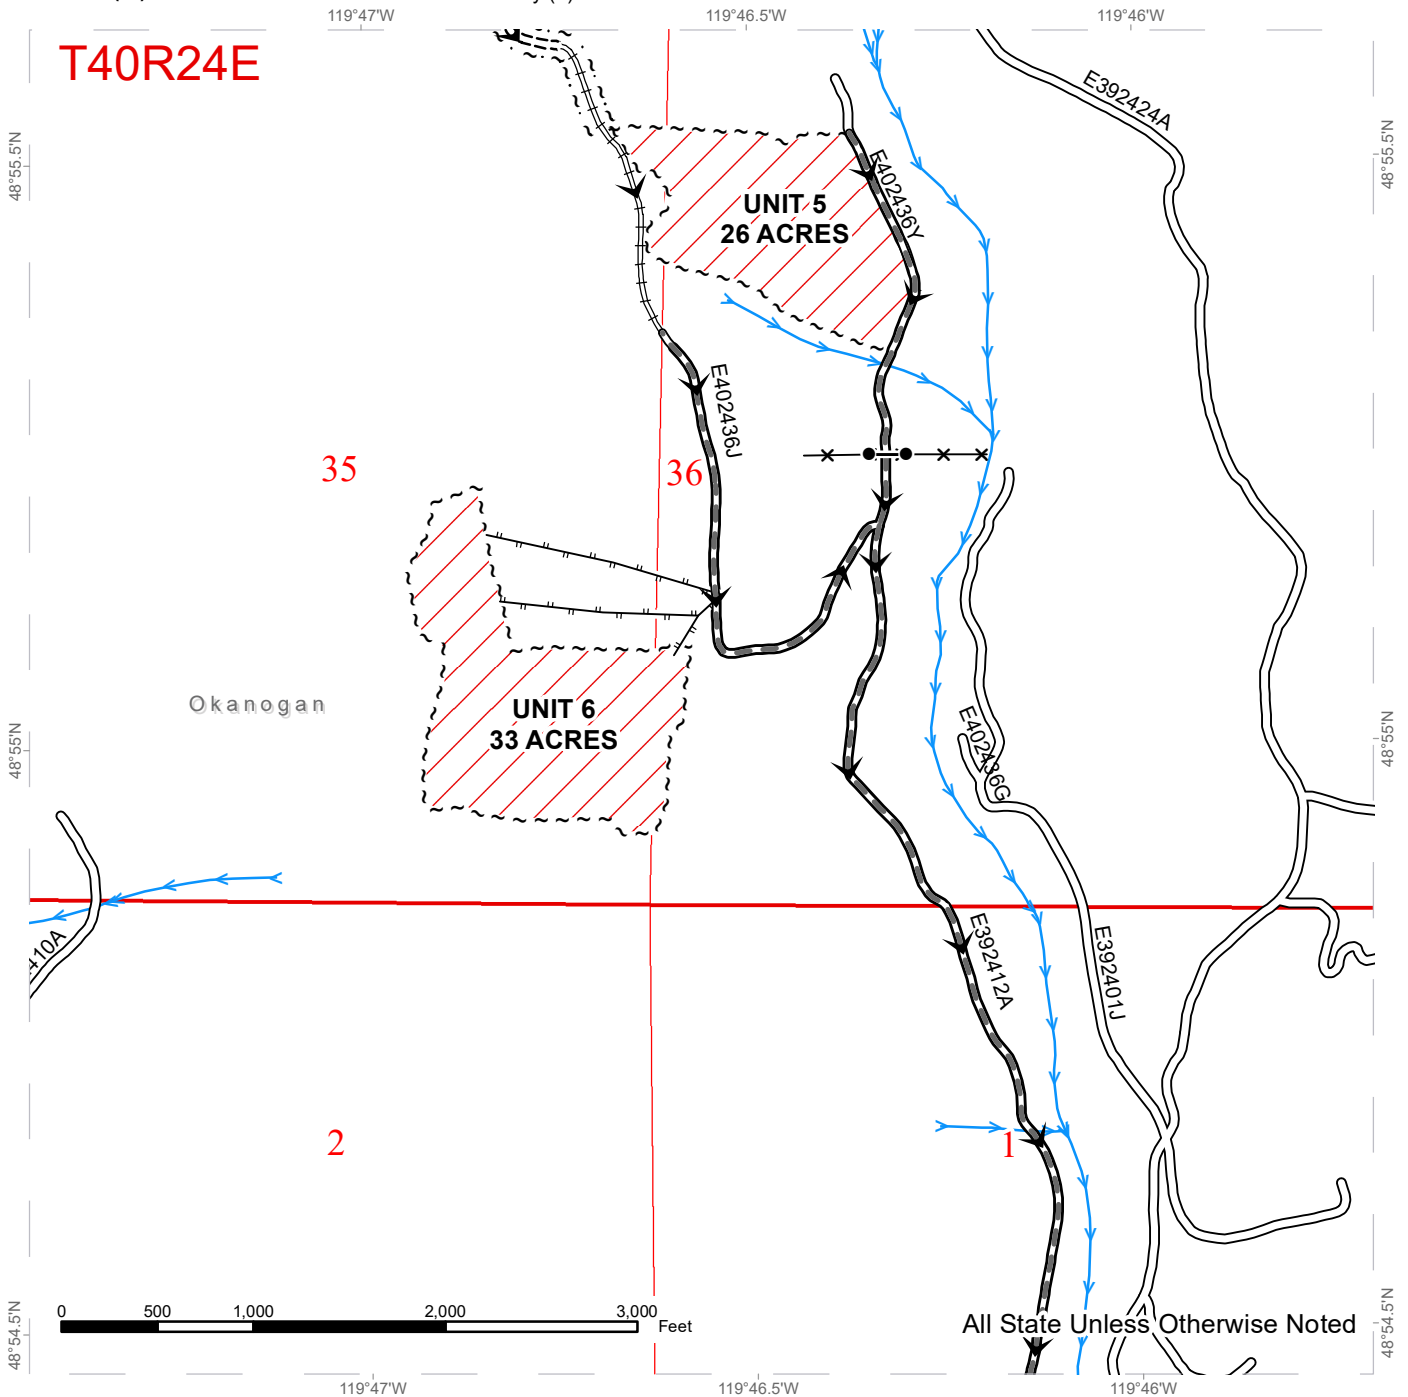 119°47'W
119°46.5'W
119°46'W
T40R24E
E392424A
48°55.5'N
48°55.5'N
E402436Y
UNIT 5
26 ACRES
E402436J
35
36
Okanogan
UNIT 6
33 ACRES
E402436G
48°55'N
48°55'N
410A
E392412A
E392401J
2
1
0
500
1,000
2,000
3,000
Feet
All State Unless Otherwise Noted
48°54.5'N
48°54.5'N
119°47'W
119°46.5'W
119°46'W